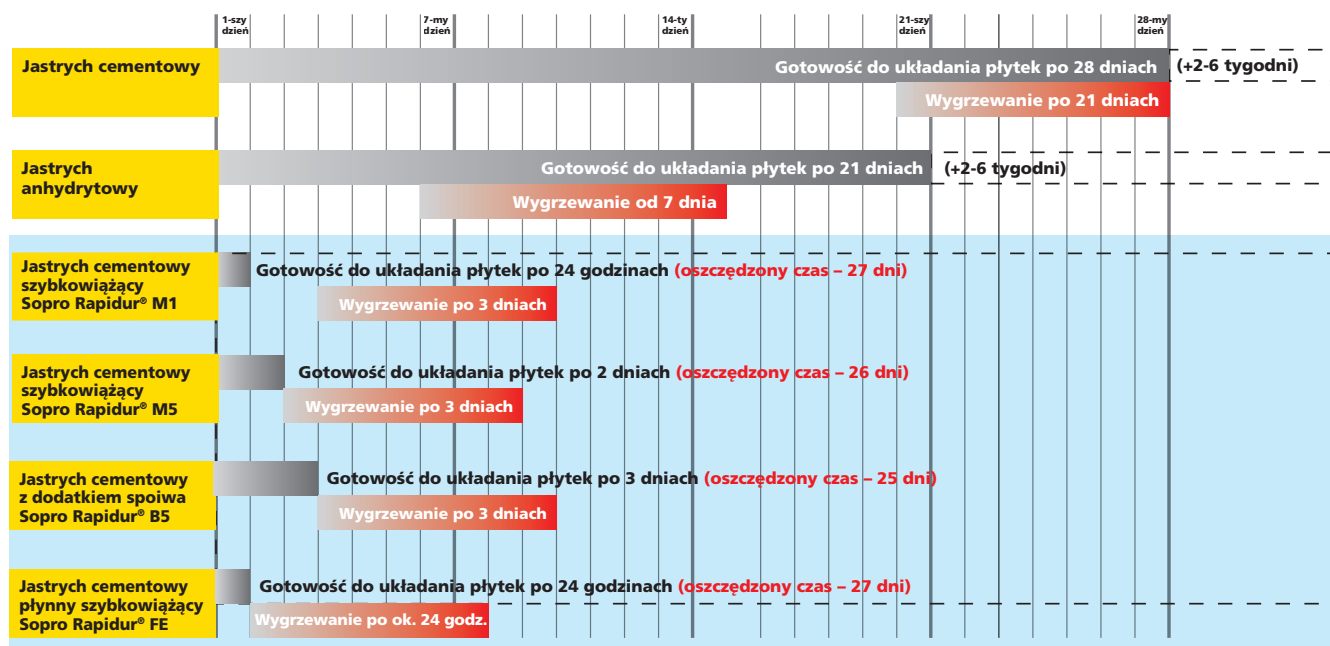 1-szy
dzień
7-my
dzień
14-ty
dzień
21-szy
dzień
28-my
dzień
Jastrych cementowy
Gotowość do układania płytek po 28 dniach
(+2-6 tygodni)
Wygrzewanie po 21 dniach
Jastrych
anhydrytowy
Gotowość do układania płytek po 21 dniach
(+2-6 tygodni)
Wygrzewanie od 7 dnia
Jastrych cementowy
szybkowiążący
Sopro Rapidur® M1
Gotowość do układania płytek po 24 godzinach (oszczędzony czas – 27 dni)
Wygrzewanie po 3 dniach
Jastrych cementowy
szybkowiążący
Sopro Rapidur® M5
Gotowość do układania płytek po 2 dniach (oszczędzony czas – 26 dni)
Wygrzewanie po 3 dniach
Jastrych cementowy
z dodatkiem spoiwa
Sopro Rapidur® B5
Gotowość do układania płytek po 3 dniach (oszczędzony czas – 25 dni)
Wygrzewanie po 3 dniach
Jastrych cementowy
płynny szybkowiążący
Sopro Rapidur® FE
Gotowość do układania płytek po 24 godzinach (oszczędzony czas – 27 dni)
Wygrzewanie po ok. 24 godz.